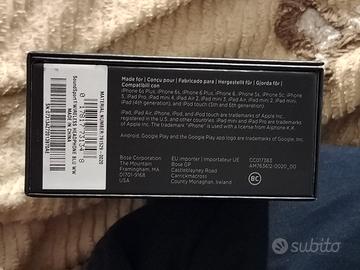 Made for | Conçu pour | Fabricado para | Hergestellt für | Gjorda för |
Compatibili con
iPhone 6s Plus, iPhone 6s, iPhone 6 Plus, iPhone 6, iPhone 5s, iPhone 5c, iPhone
5, iPad Pro, iPad mini 4, iPad Air 2, iPad mini 3, iPad Air, iPad mini 2, iPad mini, iPad
(4th generation), and iPod touch (5th and 6th generation)
iPad, iPad Air, iPhone, iPod, and iPod touch are trademarks of Apple Inc.
registered in the U.S. and other countries. iPad mini and iPad Pro are trademarks
of Apple Inc. The trademark "iPhone" is used with a license from Aiphone K.K.
Android, Google Play and the Google Play app logo are trademarks of Google Inc.
Bose Corporation
The Mountain
Framingham, MA
01701-9168
USA
EU importer / Importateur UE
Bose GP
Castleblayney Road
Carrickmacross
County Monaghan, Ireland
CC017383
AM763612-0020_00
MATERIAL NUMBER: 761529-0020
SoundSport® WIRELESS HEADPHONE BLU WW
MADE IN CHINA
subito